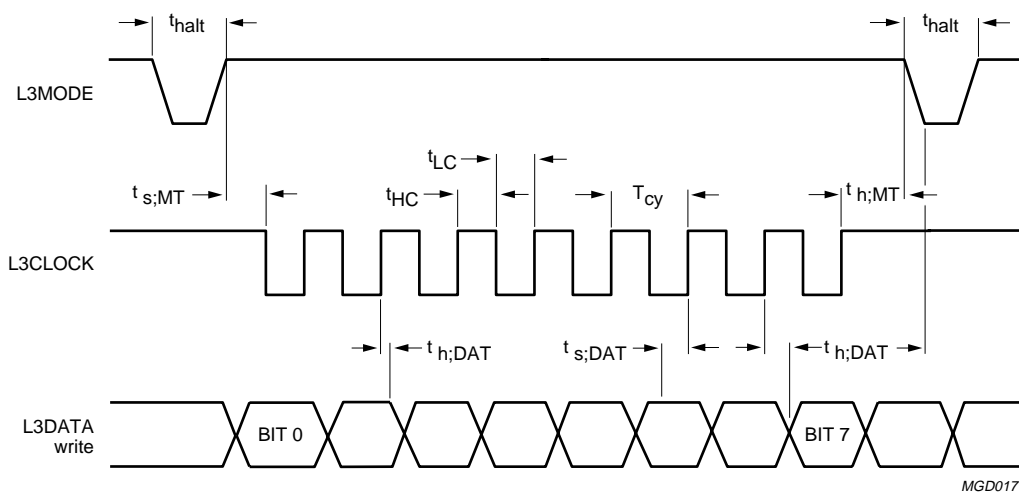 thalt
thalt
L3MODE
tLC
ts;MT
tHC
Tcy
th;MT
L3CLOCK
th;DAT
ts;DAT
th;DAT
L3DATA
write
BIT 0
BIT 7
MGD017